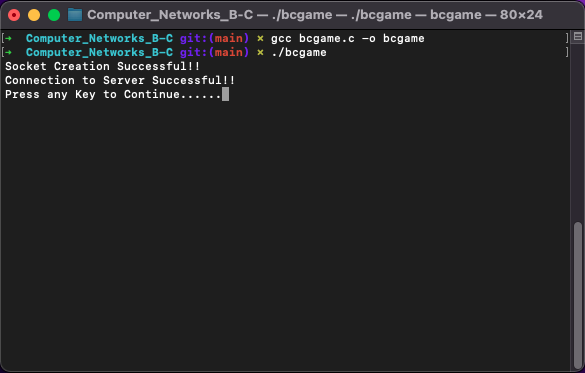 Computer_Networks_B-C — ./bcgame — ./bcgame — bcgame — 80×24
[➜  Computer_Networks_B-C git:(main) × gcc bcgame.c -o bcgame ]
[➜  Computer_Networks_B-C git:(main) × ./bcgame ]
Socket Creation Successful!!
Connection to Server Successful!!
Press any Key to Continue......